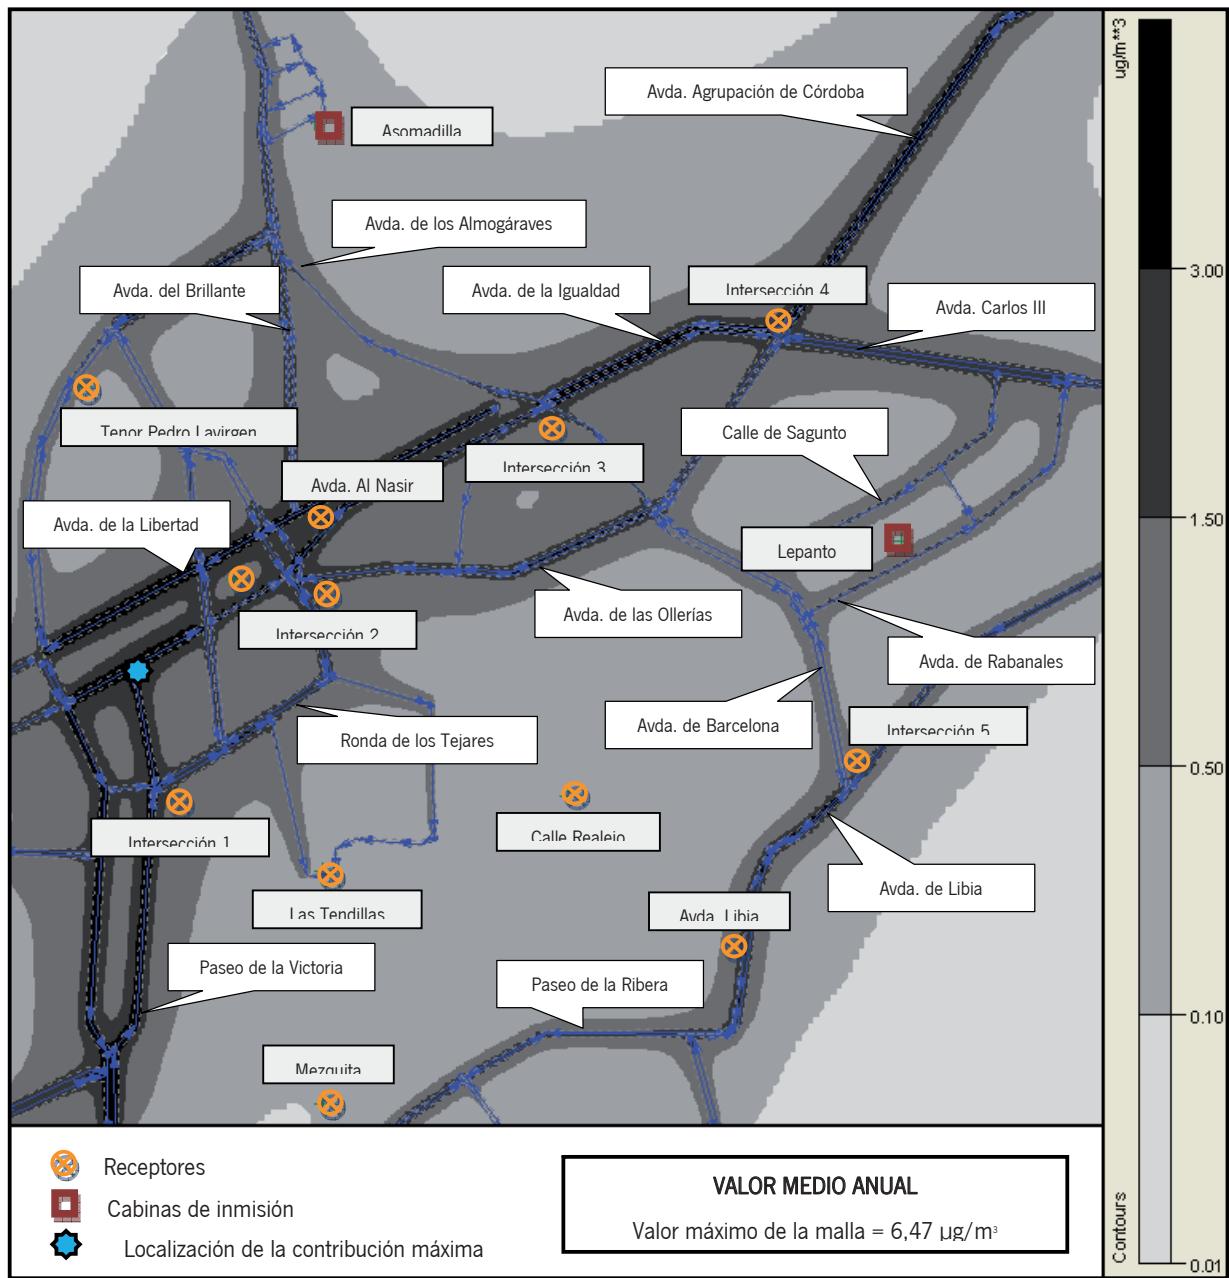 ug/m**3
Avda. Agrupación de Córdoba
Asomadilla
Avda. de los Almogáraves
Avda. del Brillante
Avda. de la Igualdad
Intersección 4
3.00
Avda. Carlos III
Tenor Pedro Lavirgen
Calle de Sagunto
Intersección 3
Avda. Al Nasir
Avda. de la Libertad
1.50
Lepanto
Avda. de las Ollerías
Intersección 2
Avda. de Rabanales
Avda. de Barcelona
Intersección 5
Ronda de los Tejares
0.50
Intersección 1
Calle Realejo
Avda. de Libia
Las Tendillas
Avda. Libia
Paseo de la Victoria
Paseo de la Ribera
0.10
Mezquita
Receptores
Cabinas de inmisión
Localización de la contribución máxima
VALOR MEDIO ANUAL
Valor máximo de la malla = 6,47 µg/m³
Contours
0.01